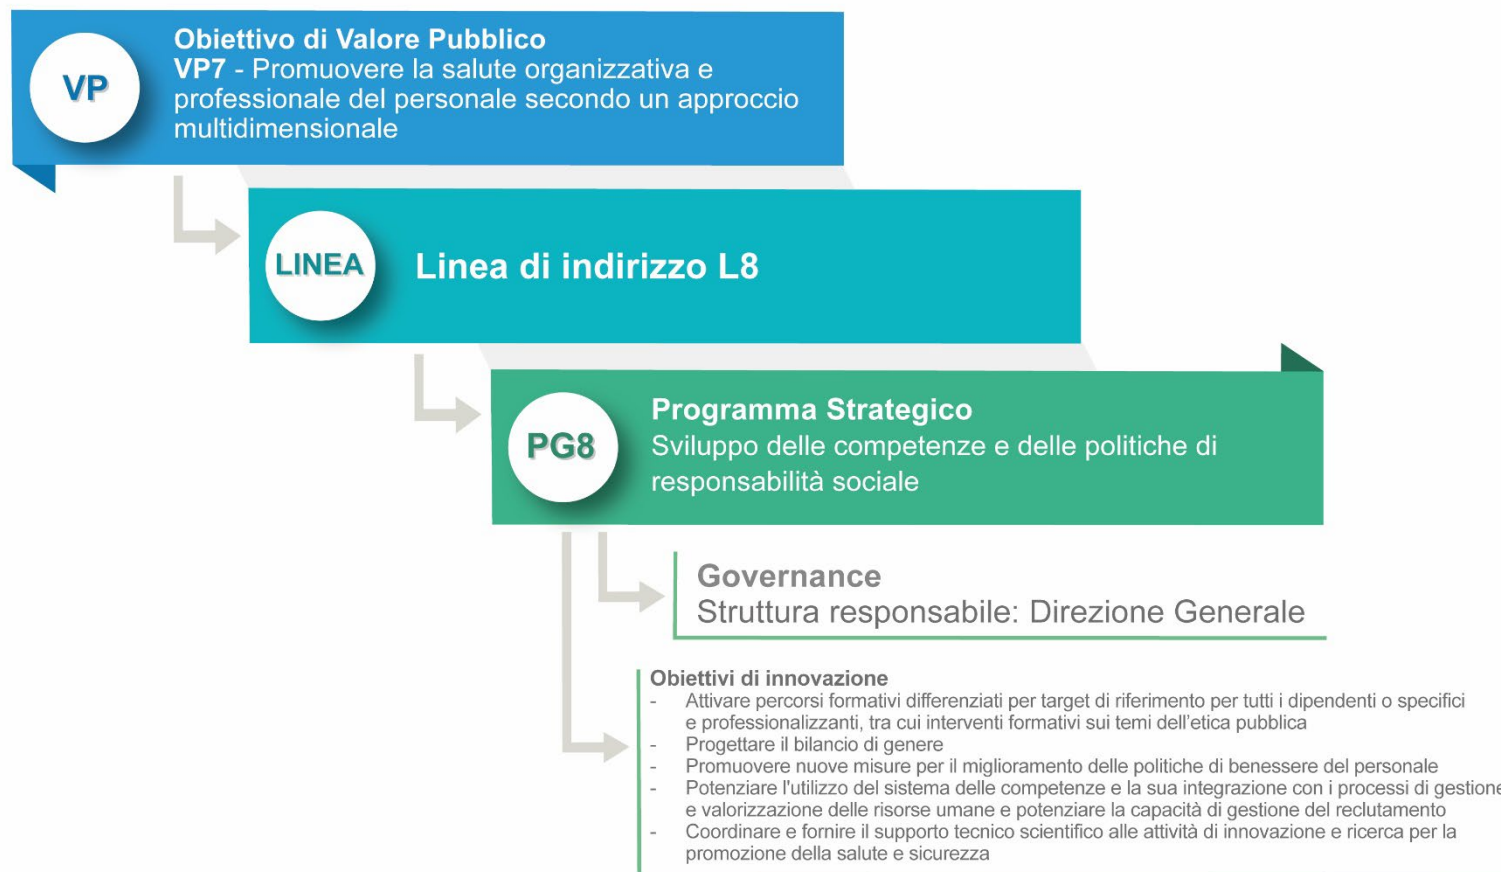 VP
Obiettivo di Valore Pubblico
VP7 - Promuovere la salute organizzativa e
professionale del personale secondo un approccio
multidimensionale
LINEA
Linea di indirizzo L8
PG8
Programma Strategico
Sviluppo delle competenze e delle politiche di
responsabilità sociale
Governance
Struttura responsabile: Direzione Generale
Obiettivi di innovazione
- Attivare percorsi formativi differenziati per target di riferimento per tutti i dipendenti o specifici
e professionalizzanti, tra cui interventi formativi sui temi dell'etica pubblica
- Progettare il bilancio di genere
- Promuovere nuove misure per il miglioramento delle politiche di benessere del personale
- Potenziare l'utilizzo del sistema delle competenze e la sua integrazione con i processi di gestione
e valorizzazione delle risorse umane e potenziare la capacità di gestione del reclutamento
- Coordinare e fornire il supporto tecnico scientifico alle attività di innovazione e ricerca per la
promozione della salute e sicurezza